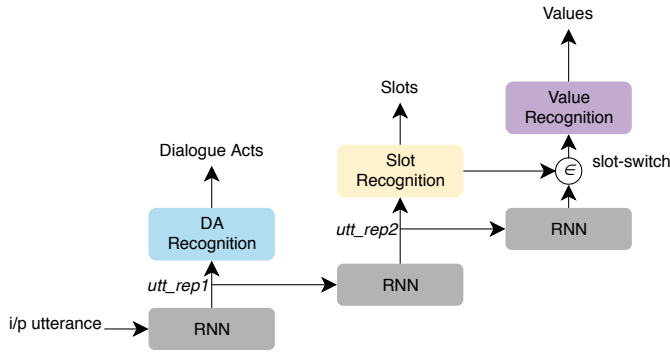 Values
Slots
Value
Recognition
Dialogue Acts
Slot
Recognition
∈
slot-switch
DA
Recognition
utt_rep2
RNN
utt_rep1
RNN
i/p utterance
RNN